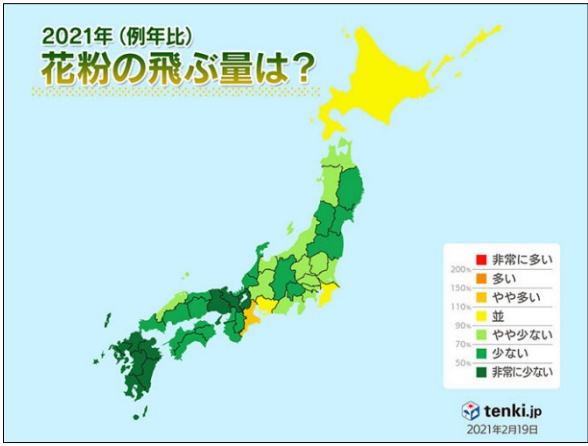 2021年（例年比）
花粉の飛ぶ量は？
非常に多い
200%
多い
150%
やや多い
110%
並
90%
やや少ない
70%
少ない
50%
非常に少ない
tenki.jp
2021年2月19日